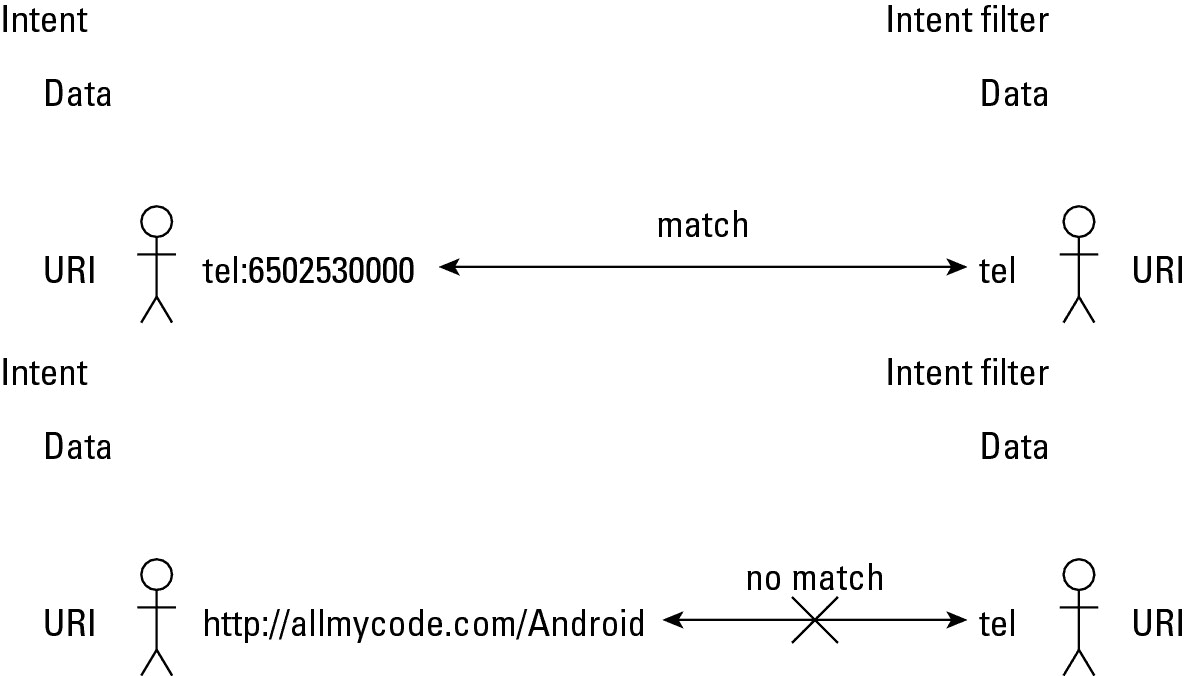 Intent Intent filter
Data Data
match
URI tel:6502530000 tel URI
Intent Intent filter
Data Data
no match
URI http://allmycode.com/Android tel URI